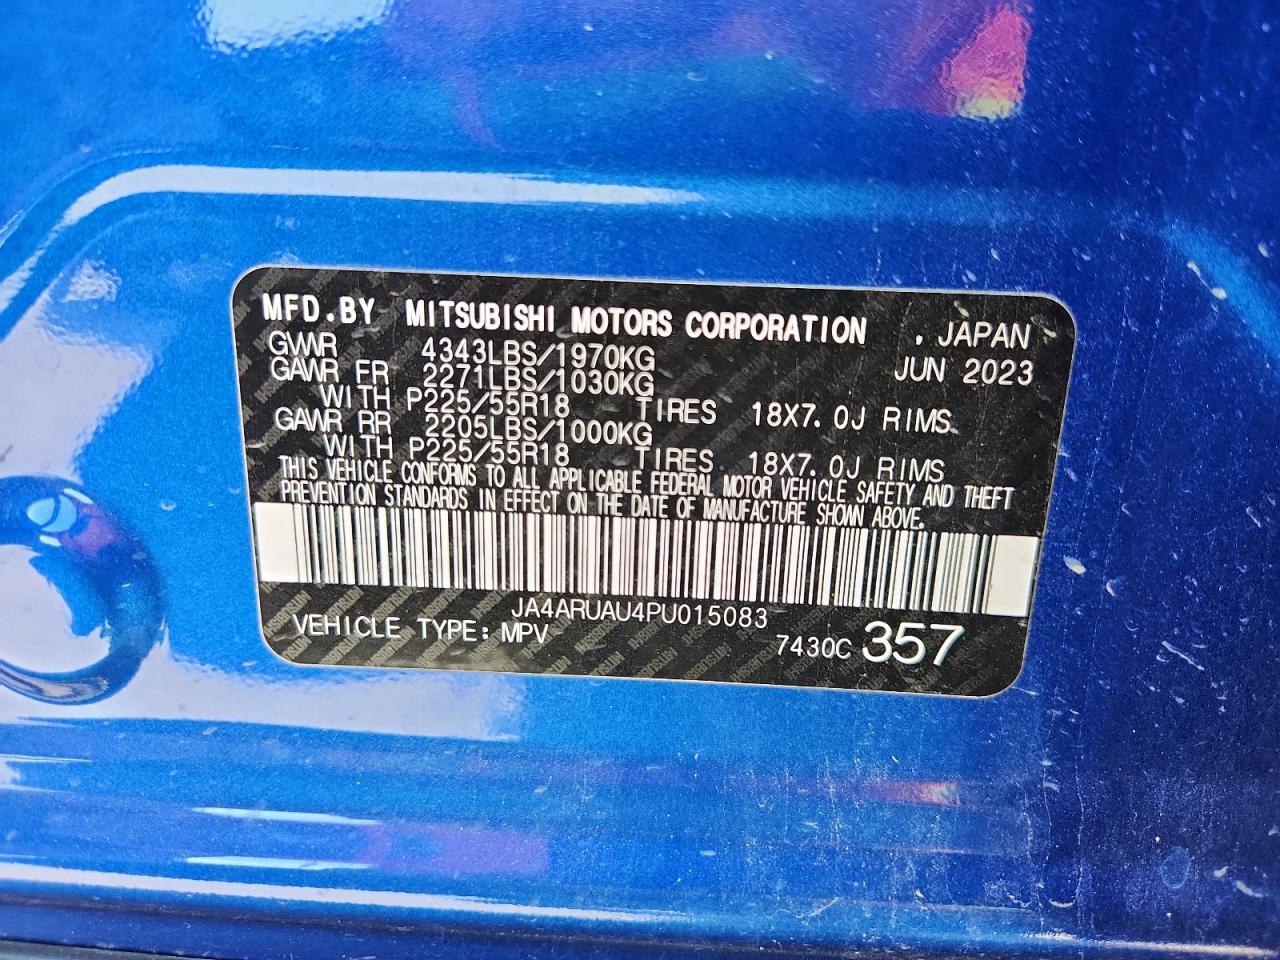 MFD.BY MITSUBISHI MOTORS CORPORATION , JAPAN
GVWR 4343LBS/1970KG JUN 2023
GAWR FR 2271LBS/1030KG
WITH P225/55R18 TIRES 18X7.0J RIMS
GAWR RR 2205LBS/1000KG
WITH P225/55R18 TIRES 18X7.0J RIMS
THIS VEHICLE CONFORMS TO ALL APPLICABLE FEDERAL MOTOR VEHICLE SAFETY AND THEFT
PREVENTION STANDARDS IN EFFECT ON THE DATE OF MANUFACTURE SHOWN ABOVE.
JA4ARUAU4PU015083
VEHICLE TYPE: MPV 7430C 357